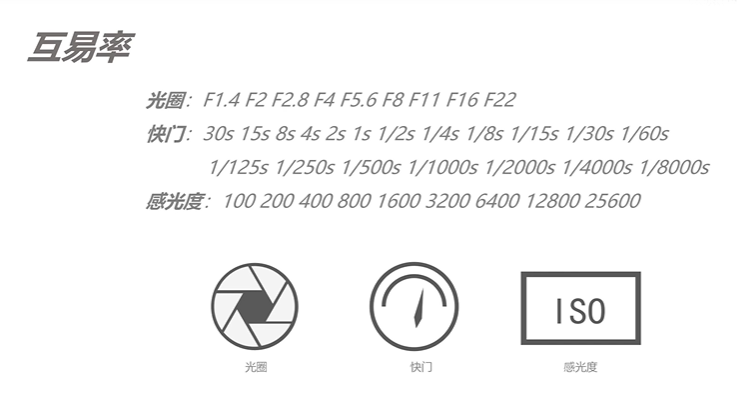 互易率
光圈：F1.4 F2 F2.8 F4 F5.6 F8 F11 F16 F22
快门：30s 15s 8s 4s 2s 1s 1/2s 1/4s 1/8s 1/15s 1/30s 1/60s
1/125s 1/250s 1/500s 1/1000s 1/2000s 1/4000s 1/8000s
感光度：100 200 400 800 1600 3200 6400 12800 25600
ISO
光圈 快门 感光度